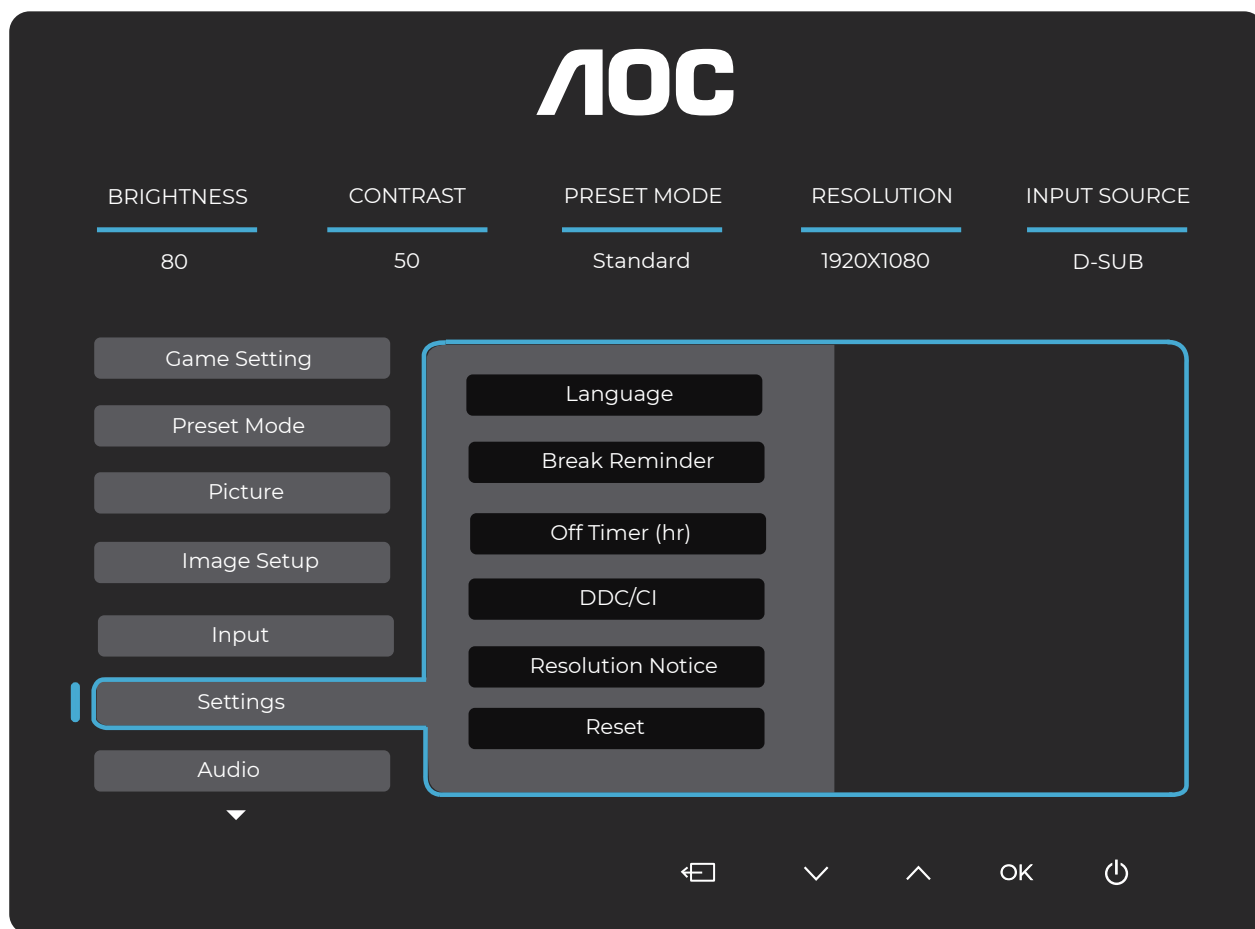 AOC
BRIGHTNESS CONTRAST PRESET MODE RESOLUTION INPUT SOURCE
80 50 Standard 1920X1080 D-SUB
Game Setting
Preset Mode
Picture
Image Setup
Input
Settings
Audio
Language
Break Reminder
Off Timer (hr)
DDC/CI
Resolution Notice
Reset
OK